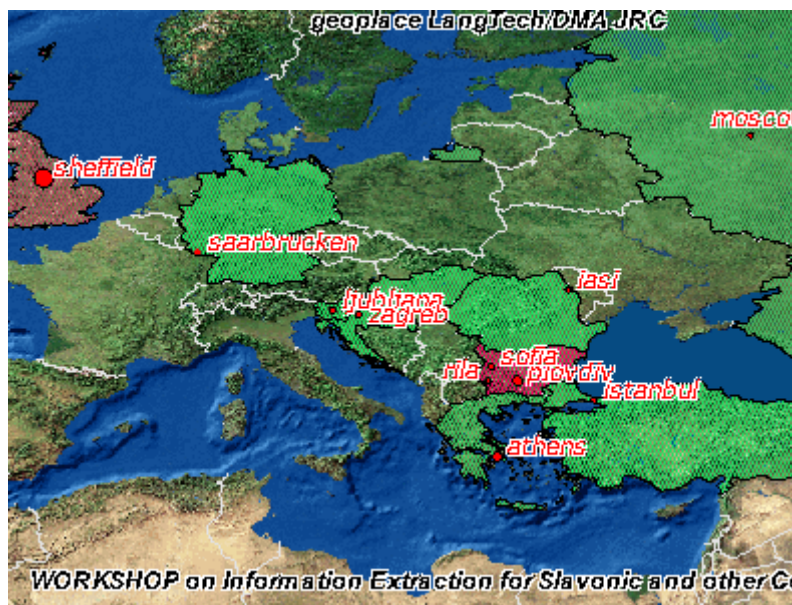 geoplace LangTech/DMA JRC
moscow
sheffield
saarbrucken
iasi
ljubljana
zagreb
sofia
rila
plovdiv
istanbul
athens
WORKSHOP on Information Extraction for Slavonic and other C